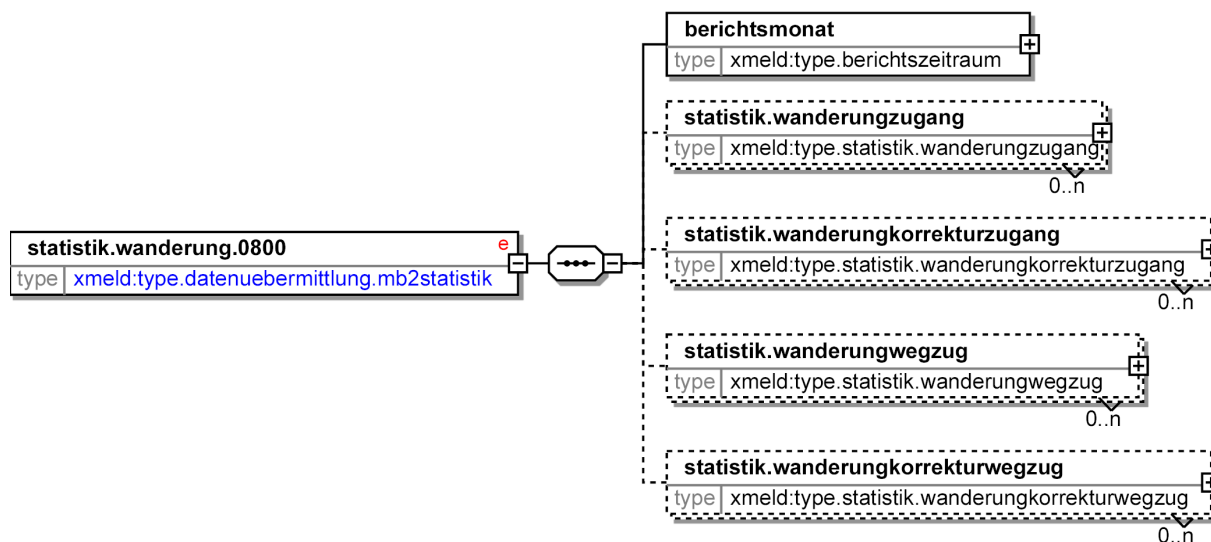 berichtsmonat
type xmeld:type.berichtszeitraum
statistik.wanderungzugang
type xmeld:type.statistik.wanderungzugang
0..n
statistik.wanderung.0800 e
type xmeld:type.datenuebermittlung.mb2statistik
statistik.wanderungkorrekturzugang
type xmeld:type.statistik.wanderungkorrekturzugang
0..n
statistik.wanderungwegzug
type xmeld:type.statistik.wanderungwegzug
0..n
statistik.wanderungkorrekturwegzug
type xmeld:type.statistik.wanderungkorrekturwegzug
0..n